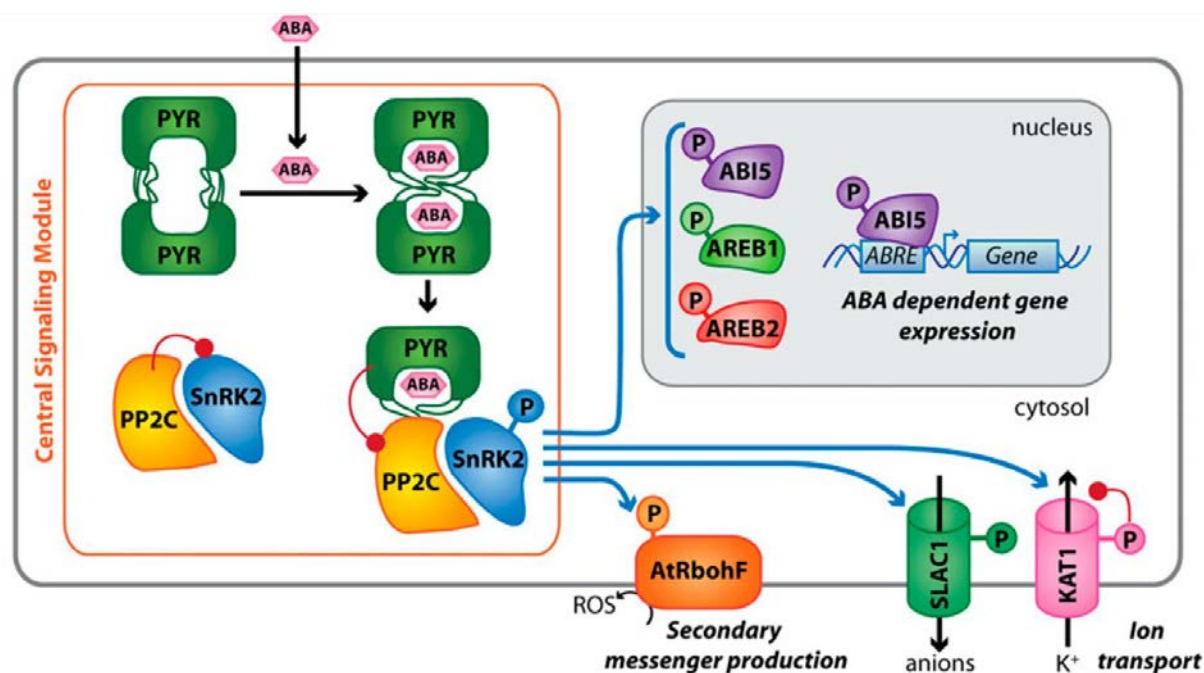 ABA
Central Signaling Module
PYR
PYR
ABA
PYR
ABA
ABA
PYR
PP2C
SnRK2
PYR
ABA
PP2C
SnRK2
P
nucleus
P
ABI5
P
AREB1
P
AREB2
P
ABI5
ABRE
Gene
ABA dependent gene
expression
cytosol
P
AtRbohF
ROS
Secondary
messenger production
SLAC1
P
anions
KAT1
P
K⁺
Ion
transport